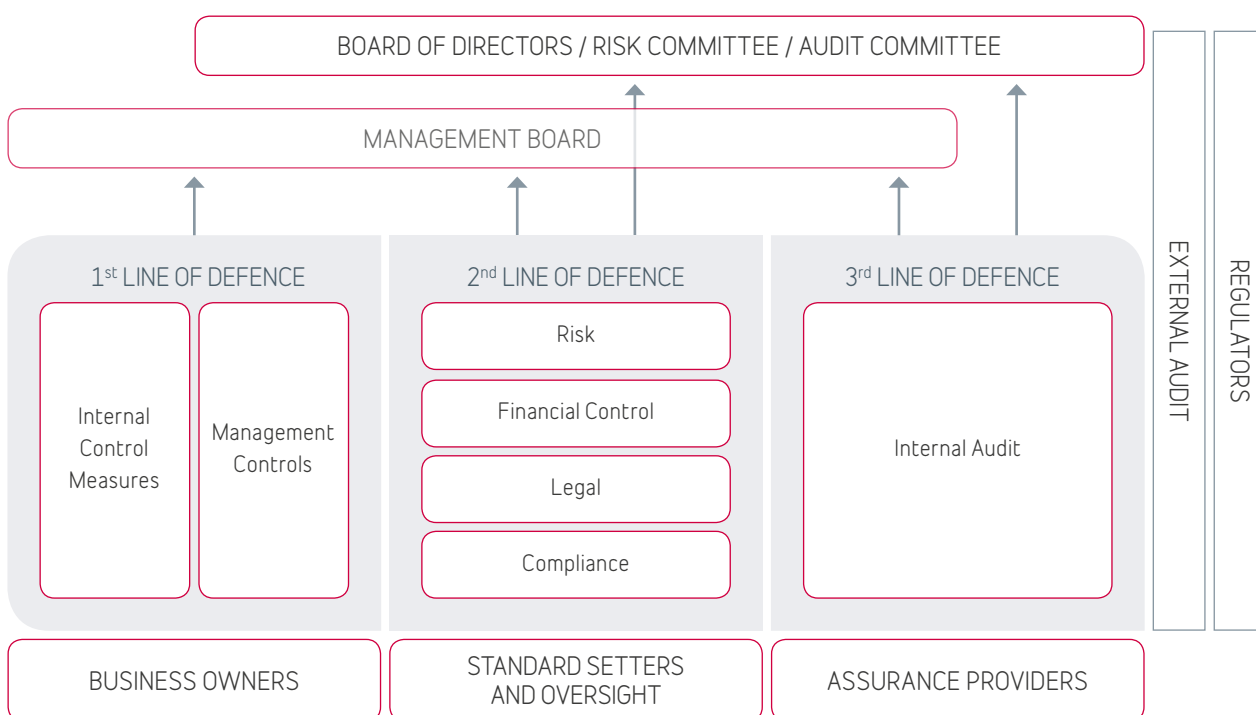 BOARD OF DIRECTORS / RISK COMMITTEE / AUDIT COMMITTEE
MANAGEMENT BOARD
1st LINE OF DEFENCE
Internal
Control
Measures
Management
Controls
2nd LINE OF DEFENCE
Risk
Financial Control
Legal
Compliance
3rd LINE OF DEFENCE
Internal Audit
BUSINESS OWNERS
STANDARD SETTERS
AND OVERSIGHT
ASSURANCE PROVIDERS
EXTERNAL AUDIT
REGULATORS